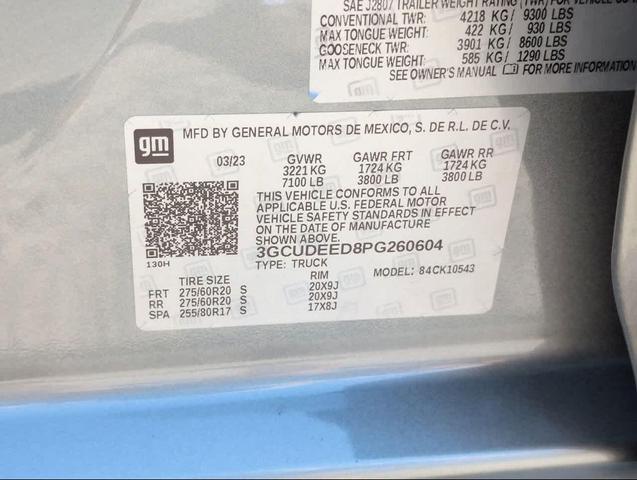 SAE J2807 TRAILER WEIGHT RATING (TWR) FOR VEHICLE
CONVENTIONAL TWR: 4218 KG / 9300 LBS
MAX TONGUE WEIGHT: 422 KG / 930 LBS
GOOSENECK TWR: 3901 KG / 8600 LBS
MAX TONGUE WEIGHT: 585 KG / 1290 LBS
SEE OWNER'S MANUAL FOR MORE INFORMATION
gm
MFD BY GENERAL MOTORS DE MEXICO, S. DE R.L. DE C.V.
03/23 GVWR GAWR FRT GAWR RR
3221 KG 1724 KG 1724 KG
7100 LB 3800 LB 3800 LB
THIS VEHICLE CONFORMS TO ALL
APPLICABLE U.S. FEDERAL MOTOR
VEHICLE SAFETY STANDARDS IN EFFECT
ON THE DATE OF MANUFACTURE
SHOWN ABOVE.
3GCUDEED8PG260604
130H TYPE: TRUCK MODEL: 84CK10543
TIRE SIZE RIM
FRT 275/60R20 S 20X9J
RR 275/60R20 S 20X9J
SPA 255/80R17 S 17X8J